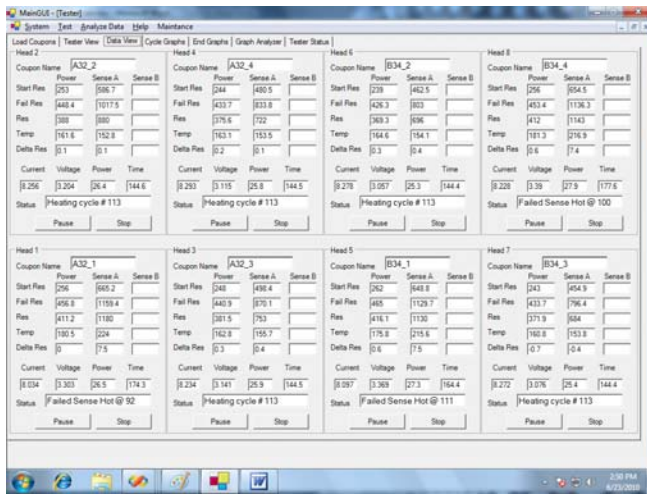 MainGUI - [Tester]
System Test Analyze Data Help Maintance
Load Coupons Tester View Data View Cycle Graphs End Graphs Graph Analyzer Tester Status
Head 2
Coupon Name A32_2
Power Sense A Sense B
Start Res 253 586.7
Fail Res 448.4 1017.5
Res 388 880
Temp 161.6 152.8
Delta Res 0.1 0.1
Current Voltage Power Time
8.256 3.204 26.4 144.6
Status Heating cycle # 113
Pause Stop
Head 4
Coupon Name A32_4
Power Sense A Sense B
Start Res 244 480.5
Fail Res 433.7 833.8
Res 375.6 722
Temp 163.1 153.5
Delta Res 0.2 0.1
Current Voltage Power Time
8.293 3.115 25.8 144.5
Status Heating cycle # 113
Pause Stop
Head 6
Coupon Name B34_2
Power Sense A Sense B
Start Res 239 462.5
Fail Res 426.3 803
Res 369.3 696
Temp 164.6 154.1
Delta Res 0.3 0.4
Current Voltage Power Time
8.278 3.057 25.3 144.4
Status Heating cycle # 113
Pause Stop
Head 8
Coupon Name B34_4
Power Sense A Sense B
Start Res 256 654.5
Fail Res 453.4 1136.3
Res 412 1143
Temp 181.3 216.9
Delta Res 0.6 7.4
Current Voltage Power Time
8.228 3.39 27.9 177.6
Status Failed Sense Hot @ 100
Pause Stop
Head 1
Coupon Name A32_1
Power Sense A Sense B
Start Res 256 665.2
Fail Res 456.8 1159.4
Res 411.2 1180
Temp 180.5 224
Delta Res 0 7.5
Current Voltage Power Time
8.034 3.303 26.5 174.3
Status Failed Sense Hot @ 92
Pause Stop
Head 3
Coupon Name A32_3
Power Sense A Sense B
Start Res 248 498.4
Fail Res 440.9 870.1
Res 381.5 753
Temp 162.8 155.7
Delta Res 0.3 0.4
Current Voltage Power Time
8.234 3.141 25.9 144.5
Status Heating cycle # 113
Pause Stop
Head 5
Coupon Name B34_1
Power Sense A Sense B
Start Res 262 648.8
Fail Res 465 1129.7
Res 416.1 1130
Temp 175.8 215.6
Delta Res 0.6 7.5
Current Voltage Power Time
8.097 3.369 27.3 164.4
Status Failed Sense Hot @ 111
Pause Stop
Head 7
Coupon Name B34_3
Power Sense A Sense B
Start Res 243 454.9
Fail Res 433.7 796.4
Res 371.9 684
Temp 160.8 153.8
Delta Res -0.7 -0.4
Current Voltage Power Time
8.272 3.076 25.4 144.4
Status Heating cycle # 113
Pause Stop
2:50 PM
6/23/2010